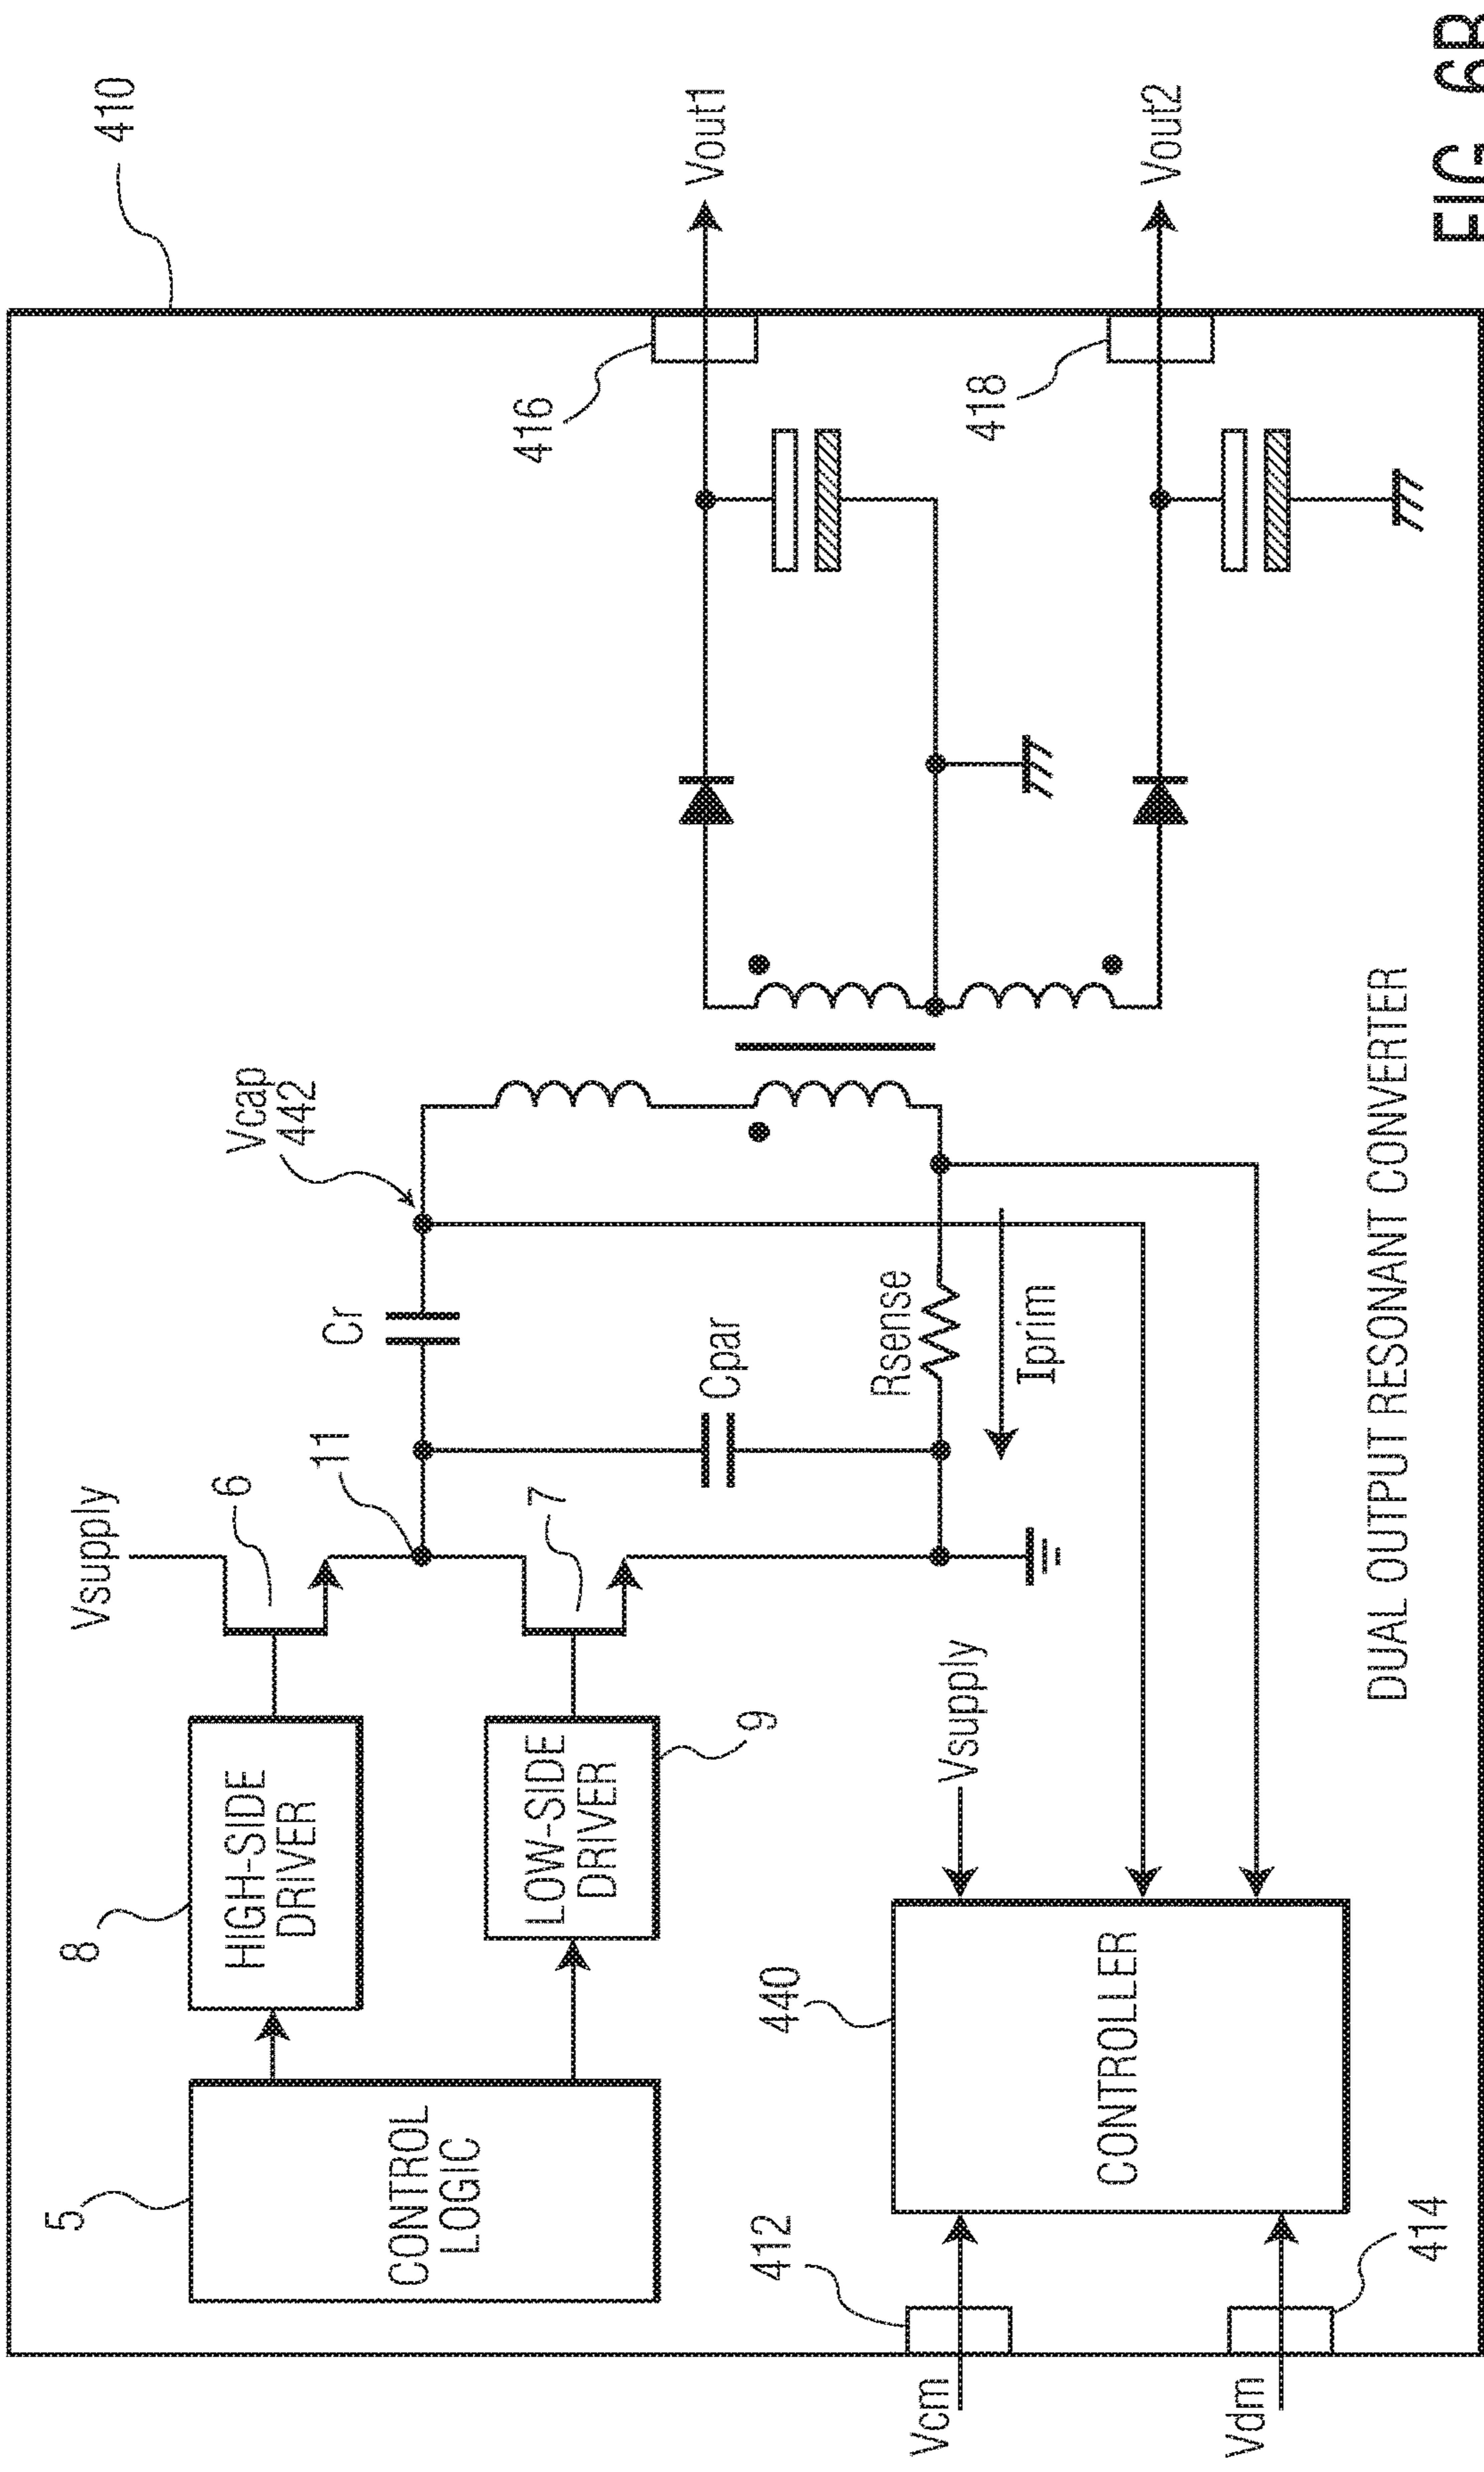 410
Vsupply
6
11
Cr
Vcap
442
5
CONTROL
LOGIC
8
HIGH-SIDE
DRIVER
LOW-SIDE
DRIVER
9
7
Cpar
Rsense
Iprim
416
Vout1
418
Vout2
Vcm
412
Vdm
414
440
CONTROLLER
Vsupply
DUAL OUTPUT RESONANT CONVERTER
FIG. 6B